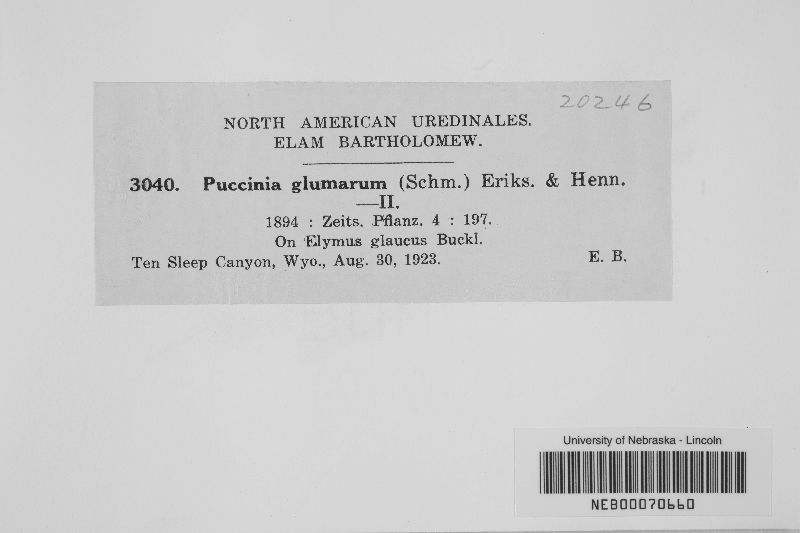 20246
NORTH AMERICAN UREDINALES.
ELAM BARTHOLOMEW.
3040. Puccinia glumarum (Schm.) Eriks. & Henn.
—II.
1894 : Zeits. Pflanz. 4 : 197.
On Elymus glaucus Buckl.
Ten Sleep Canyon, Wyo., Aug. 30, 1923. E. B.
University of Nebraska - Lincoln
NEB00070660